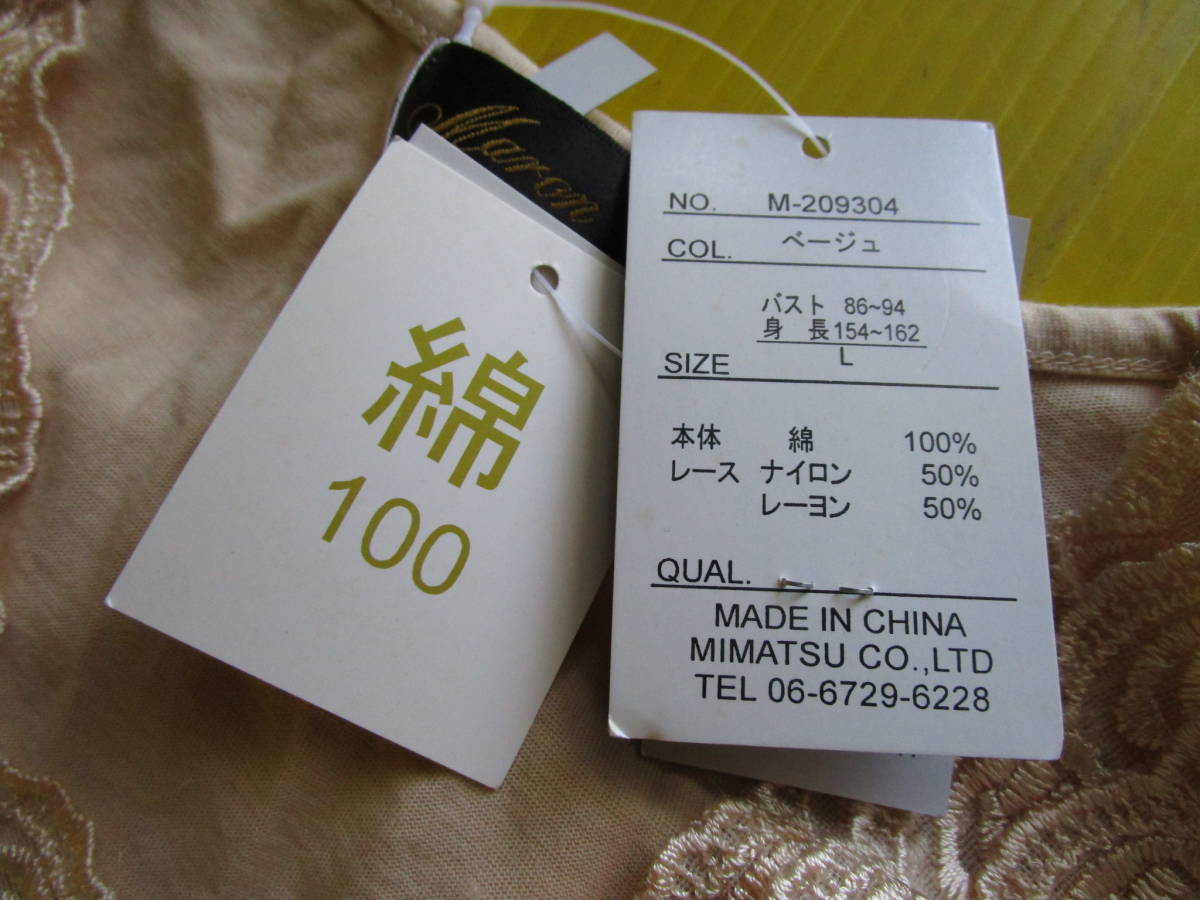 綿
100
NO. M-209304
COL. ベージュ
バスト 86~94
身 長 154~162
SIZE L
本体 綿 100%
レース ナイロン 50%
レーヨン 50%
QUAL.
MADE IN CHINA
MIMATSU CO.,LTD
TEL 06-6729-6228